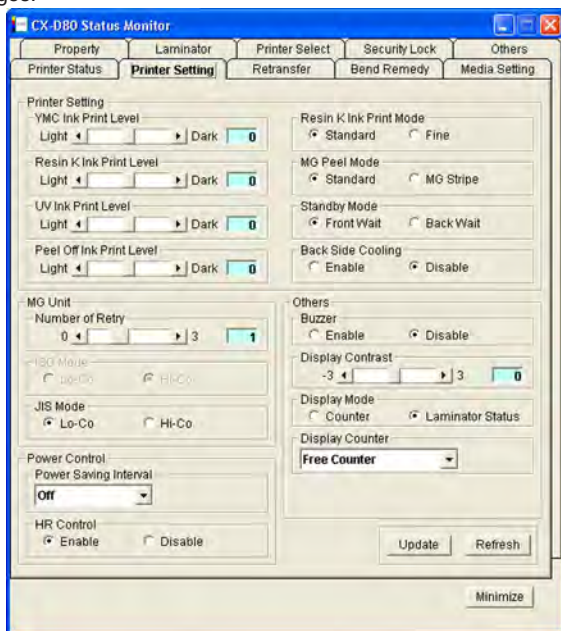 ges.
CX-D80 Status Monitor
Property Laminator Printer Select Security Lock Others
Printer Status Printer Setting Retransfer Bend Remedy Media Setting
Printer Setting
YMC Ink Print Level
Light Dark 0
Resin K Ink Print Level
Light Dark 0
UV Ink Print Level
Light Dark 0
Peel Off Ink Print Level
Light Dark 0
Resin K Ink Print Mode
Standard Fine
MG Peel Mode
Standard MG Stripe
Standby Mode
Front Wait Back Wait
Back Side Cooling
Enable Disable
MG Unit
Number of Retry
0 3 1
ISO Mode
Lo-Co Hi-Co
JIS Mode
Lo-Co Hi-Co
Power Control
Power Saving Interval
Off
HR Control
Enable Disable
Others
Buzzer
Enable Disable
Display Contrast
-3 3 0
Display Mode
Counter Laminator Status
Display Counter
Free Counter
Update Refresh
Minimize